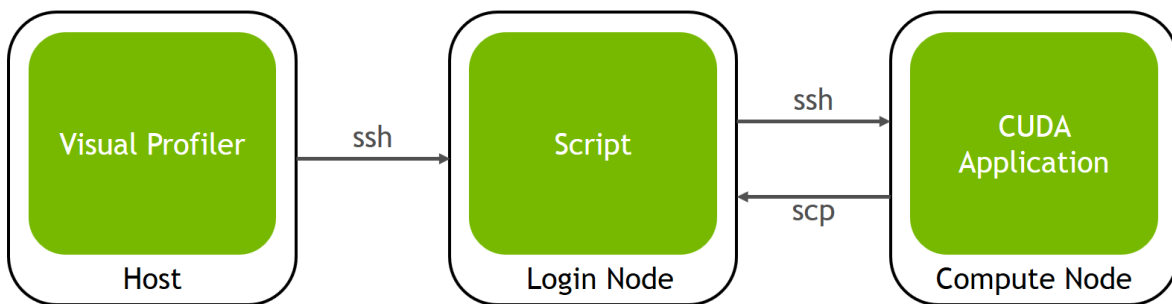 Visual Profiler
Host
ssh
Script
Login Node
ssh
scp
CUDA
Application
Compute Node